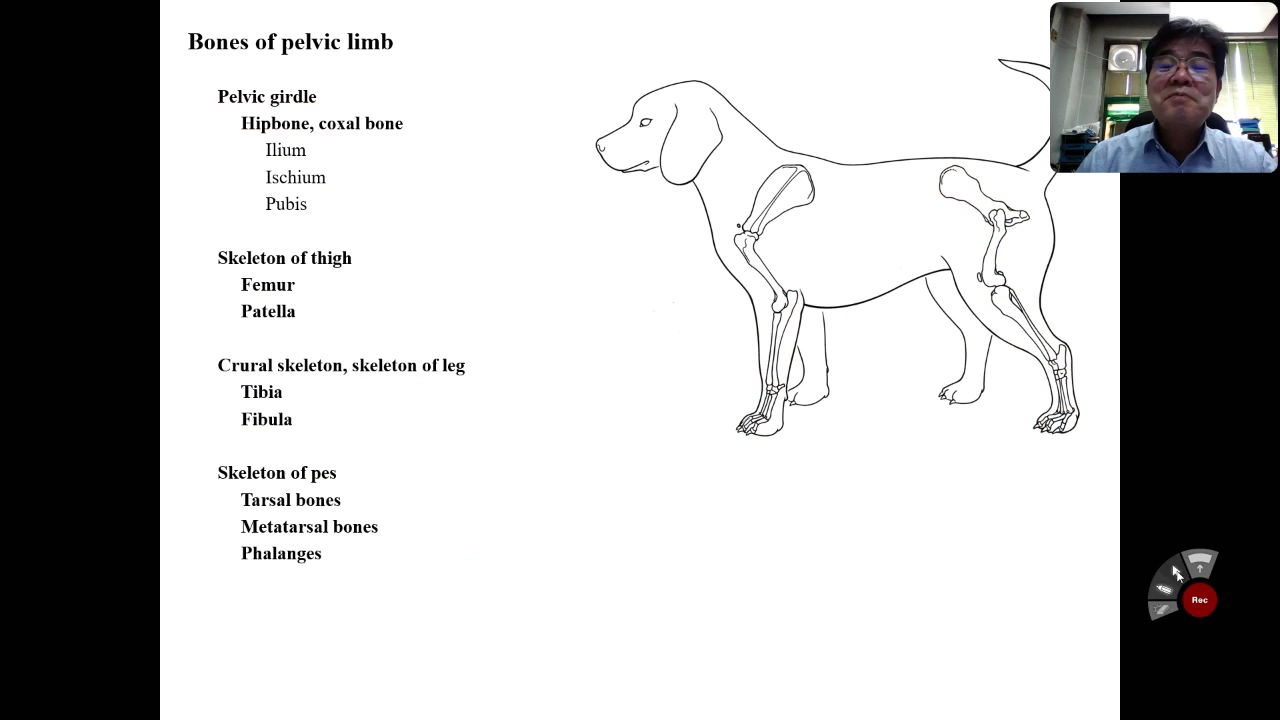 Bones of pelvic limb
Pelvic girdle
Hipbone, coxal bone
Ilium
Ischium
Pubis
Skeleton of thigh
Femur
Patella
Crural skeleton, skeleton of leg
Tibia
Fibula
Skeleton of pes
Tarsal bones
Metatarsal bones
Phalanges
Rec